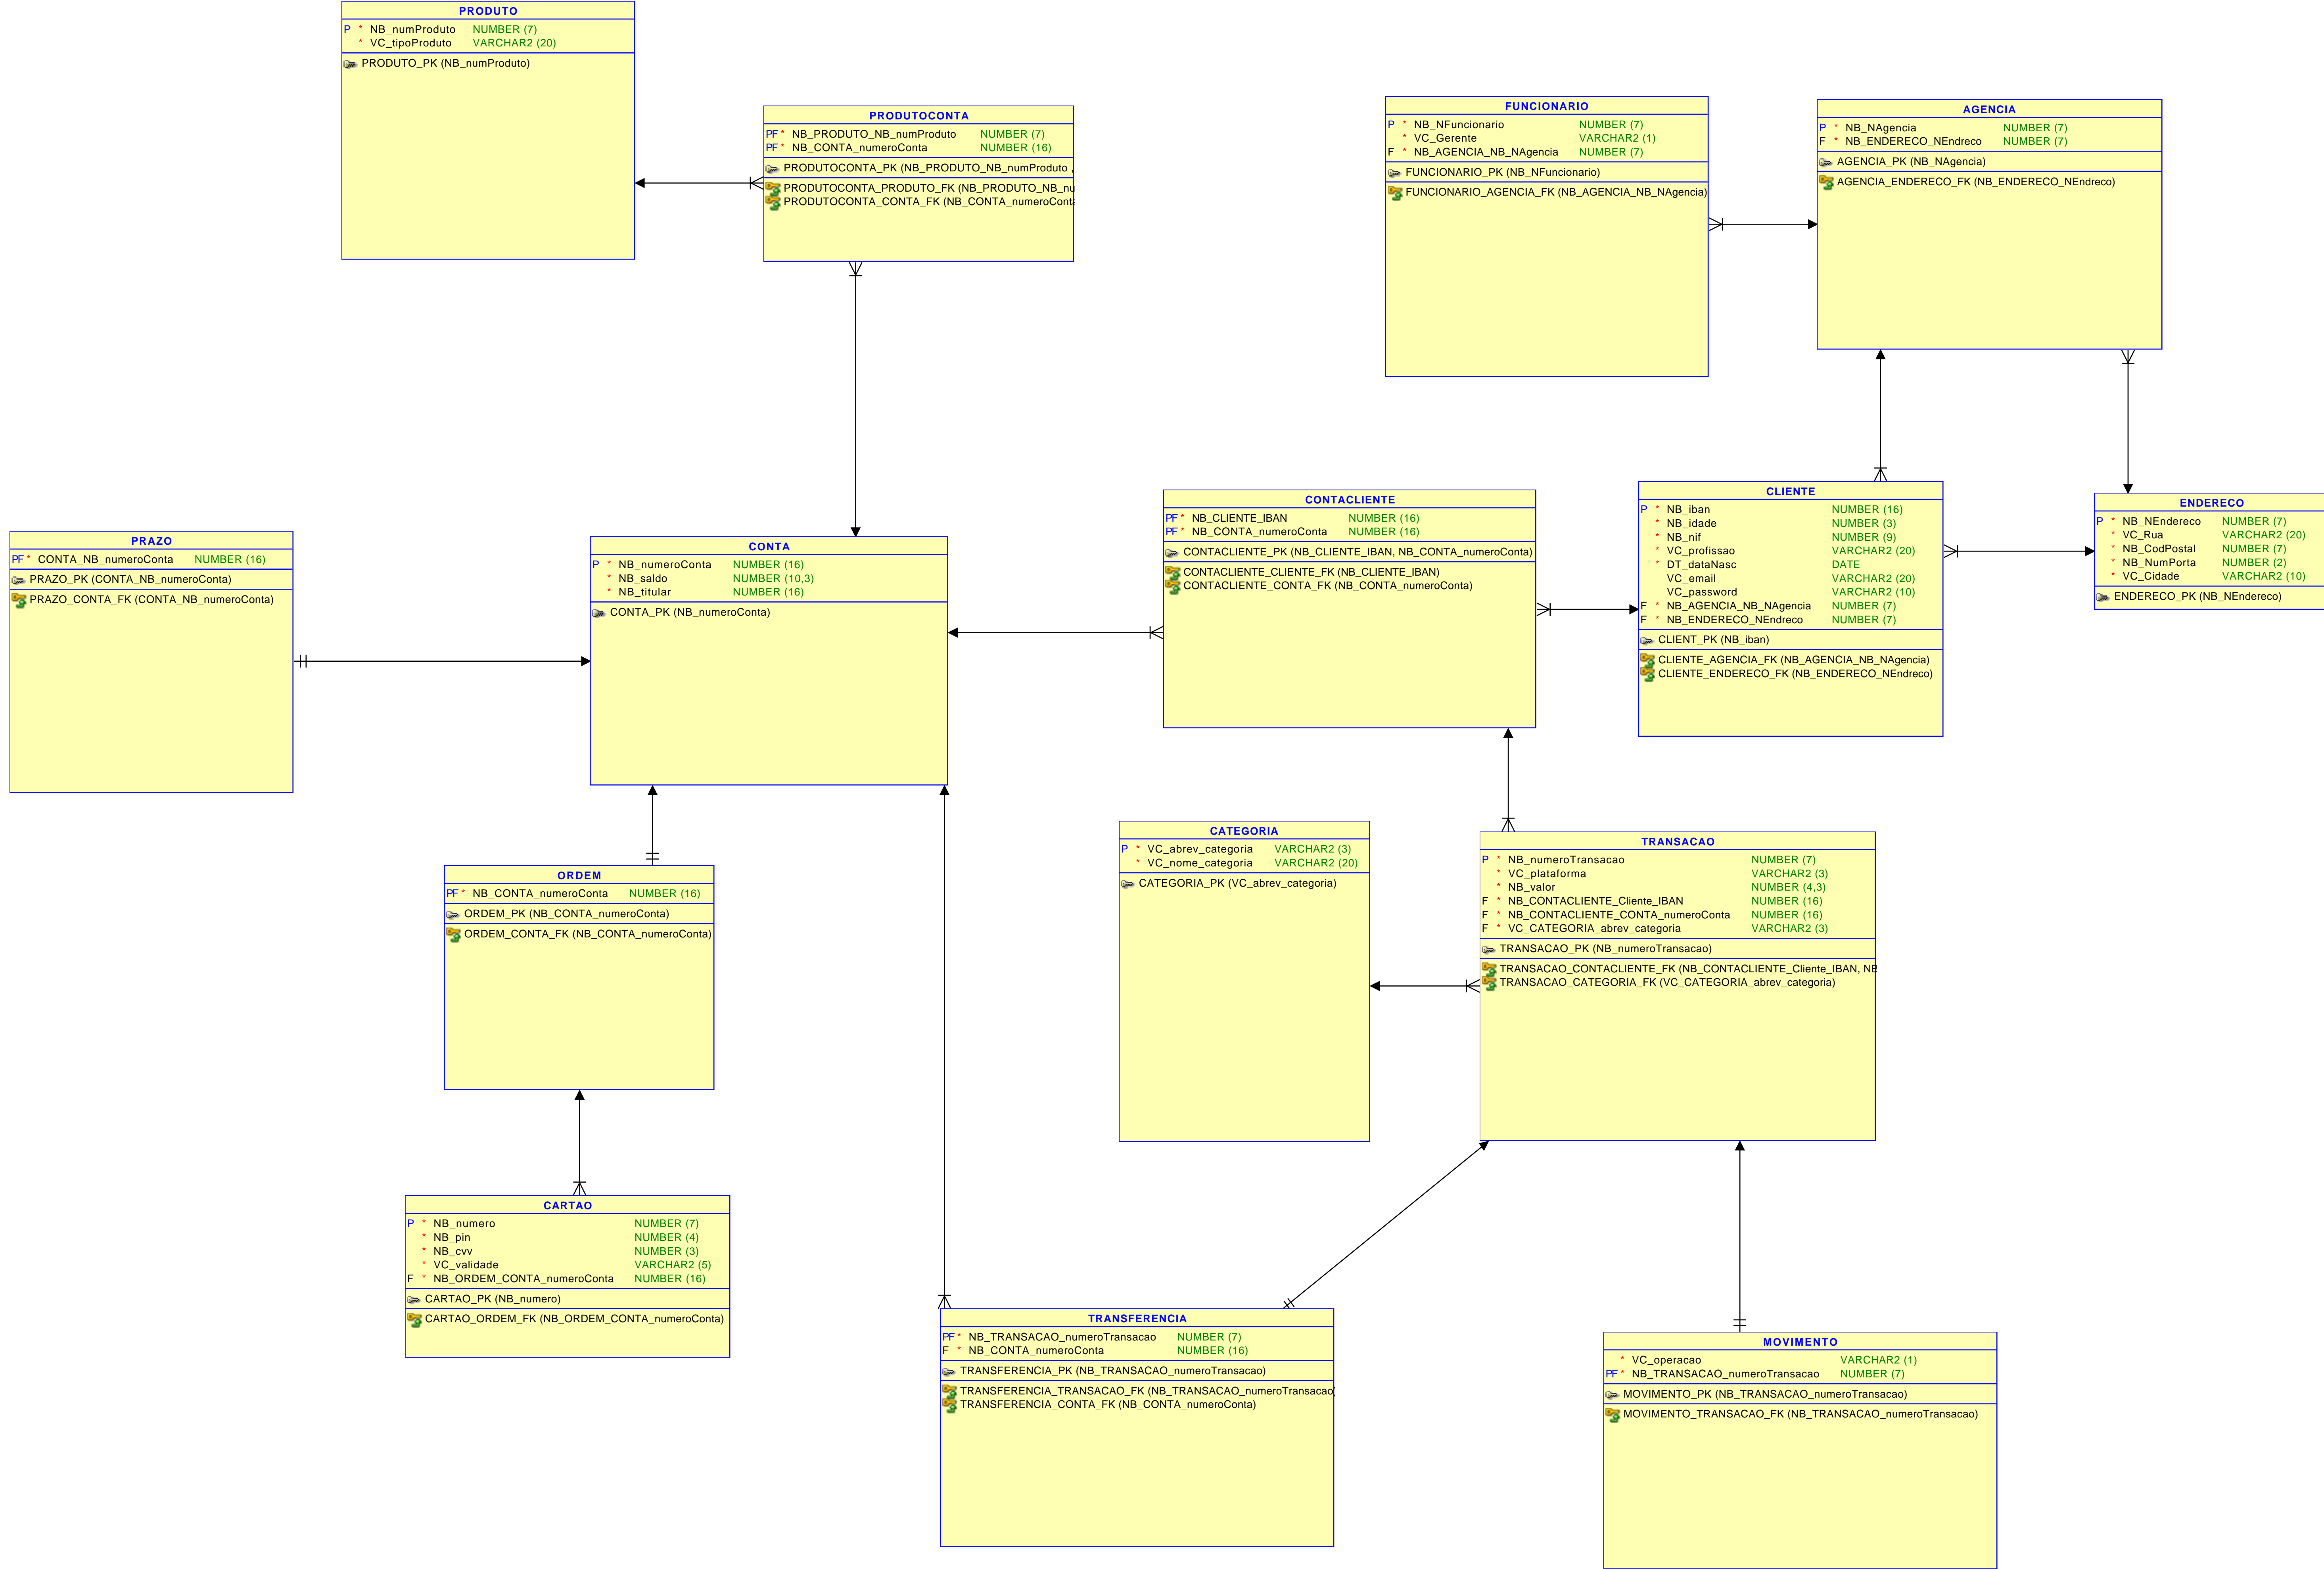 PRODUTO
P * NB_numProduto NUMBER (7)
* VC_tipoProduto VARCHAR2 (20)
PRODUTO_PK (NB_numProduto)
PRODUTOCONTA
PF * NB_PRODUTO_NB_numProduto NUMBER (7)
PF * NB_CONTA_numeroConta NUMBER (16)
PRODUTOCONTA_PK (NB_PRODUTO_NB_numProduto ,
PRODUTOCONTA_PRODUTO_FK (NB_PRODUTO_NB_nu
PRODUTOCONTA_CONTA_FK (NB_CONTA_numeroConta
FUNCIONARIO
P * NB_NFuncionario NUMBER (7)
* VC_Gerente VARCHAR2 (1)
F * NB_AGENCIA_NB_NAgencia NUMBER (7)
FUNCIONARIO_PK (NB_NFuncionario)
FUNCIONARIO_AGENCIA_FK (NB_AGENCIA_NB_NAgencia)
AGENCIA
P * NB_NAgencia NUMBER (7)
F * NB_ENDERECO_NEndreco NUMBER (7)
AGENCIA_PK (NB_NAgencia)
AGENCIA_ENDERECO_FK (NB_ENDERECO_NEndreco)
PRAZO
PF * CONTA_NB_numeroConta NUMBER (16)
PRAZO_PK (CONTA_NB_numeroConta)
PRAZO_CONTA_FK (CONTA_NB_numeroConta)
CONTA
P * NB_numeroConta NUMBER (16)
* NB_saldo NUMBER (10,3)
* NB_titular NUMBER (16)
CONTA_PK (NB_numeroConta)
CONTACLIENTE
PF * NB_CLIENTE_IBAN NUMBER (16)
PF * NB_CONTA_numeroConta NUMBER (16)
CONTACLIENTE_PK (NB_CLIENTE_IBAN, NB_CONTA_numeroConta)
CONTACLIENTE_CLIENTE_FK (NB_CLIENTE_IBAN)
CONTACLIENTE_CONTA_FK (NB_CONTA_numeroConta)
CLIENTE
P * NB_iban NUMBER (16)
* NB_idade NUMBER (3)
* NB_nif NUMBER (9)
* VC_profissao VARCHAR2 (20)
* DT_dataNasc DATE
VC_email VARCHAR2 (20)
VC_password VARCHAR2 (10)
F * NB_AGENCIA_NB_NAgencia NUMBER (7)
F * NB_ENDERECO_NEndreco NUMBER (7)
CLIENT_PK (NB_iban)
CLIENTE_AGENCIA_FK (NB_AGENCIA_NB_NAgencia)
CLIENTE_ENDERECO_FK (NB_ENDERECO_NEndreco)
ENDERECO
P * NB_NEndereco NUMBER (7)
* VC_Rua VARCHAR2 (20)
* NB_CodPostal NUMBER (7)
* NB_NumPorta NUMBER (2)
* VC_Cidade VARCHAR2 (10)
ENDERECO_PK (NB_NEndereco)
ORDEM
PF * NB_CONTA_numeroConta NUMBER (16)
ORDEM_PK (NB_CONTA_numeroConta)
ORDEM_CONTA_FK (NB_CONTA_numeroConta)
CATEGORIA
P * VC_abrev_categoria VARCHAR2 (3)
* VC_nome_categoria VARCHAR2 (20)
CATEGORIA_PK (VC_abrev_categoria)
TRANSACAO
P * NB_numeroTransacao NUMBER (7)
* VC_plataforma VARCHAR2 (3)
* NB_valor NUMBER (4,3)
F * NB_CONTACLIENTE_Cliente_IBAN NUMBER (16)
F * NB_CONTACLIENTE_CONTA_numeroConta NUMBER (16)
F * VC_CATEGORIA_abrev_categoria VARCHAR2 (3)
TRANSACAO_PK (NB_numeroTransacao)
TRANSACAO_CONTACLIENTE_FK (NB_CONTACLIENTE_Cliente_IBAN, NB
TRANSACAO_CATEGORIA_FK (VC_CATEGORIA_abrev_categoria)
CARTAO
P * NB_numero NUMBER (7)
* NB_pin NUMBER (4)
* NB_cvv NUMBER (3)
* VC_validade VARCHAR2 (5)
F * NB_ORDEM_CONTA_numeroConta NUMBER (16)
CARTAO_PK (NB_numero)
CARTAO_ORDEM_FK (NB_ORDEM_CONTA_numeroConta)
TRANSFERENCIA
PF * NB_TRANSACAO_numeroTransacao NUMBER (7)
F * NB_CONTA_numeroConta NUMBER (16)
TRANSFERENCIA_PK (NB_TRANSACAO_numeroTransacao)
TRANSFERENCIA_TRANSACAO_FK (NB_TRANSACAO_numeroTransacao)
TRANSFERENCIA_CONTA_FK (NB_CONTA_numeroConta)
MOVIMENTO
* VC_operacao VARCHAR2 (1)
PF * NB_TRANSACAO_numeroTransacao NUMBER (7)
MOVIMENTO_PK (NB_TRANSACAO_numeroTransacao)
MOVIMENTO_TRANSACAO_FK (NB_TRANSACAO_numeroTransacao)